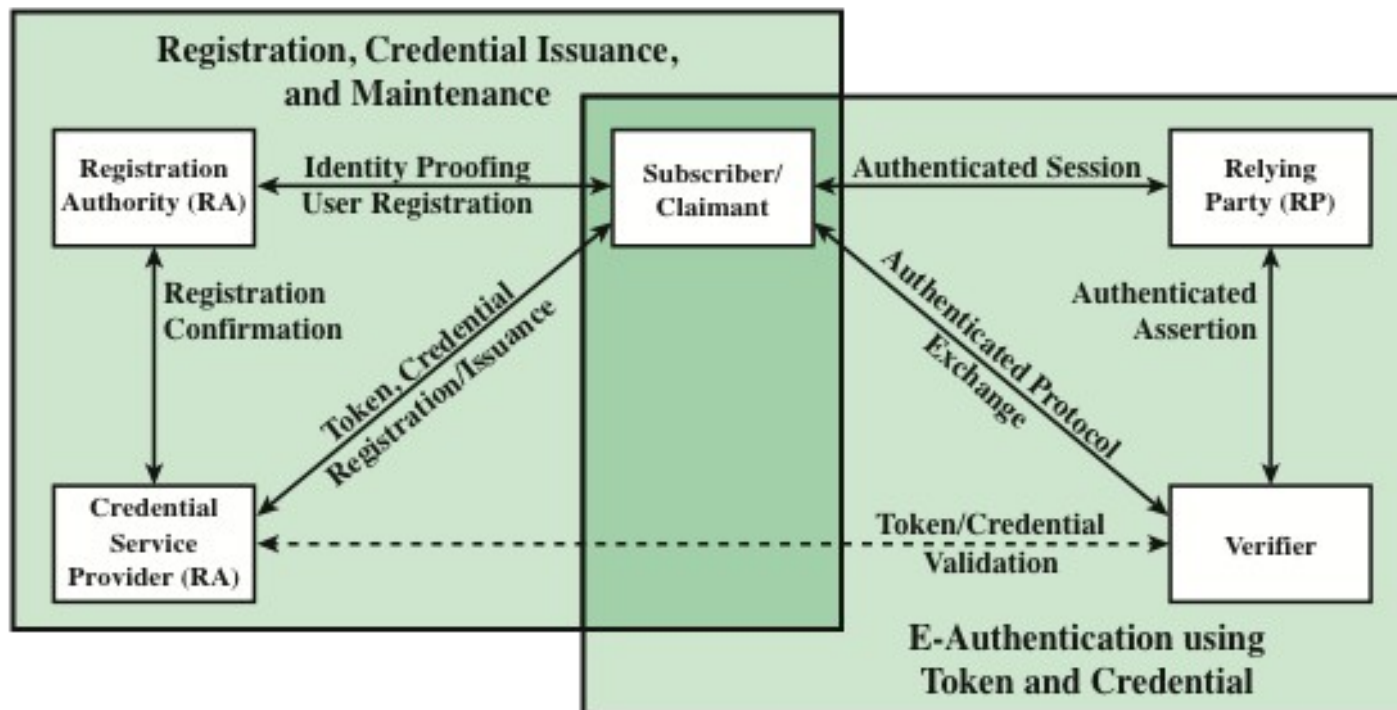 Registration, Credential Issuance,
and Maintenance
Registration
Authority (RA)
Identity Proofing
User Registration
Subscriber/
Claimant
Authenticated Session
Relying
Party (RP)
Registration
Confirmation
Token, Credential
Registration/Issuance
Authenticated Protocol
Exchange
Authenticated
Assertion
Credential
Service
Provider (RA)
Token/Credential
Validation
Verifier
E-Authentication using
Token and Credential